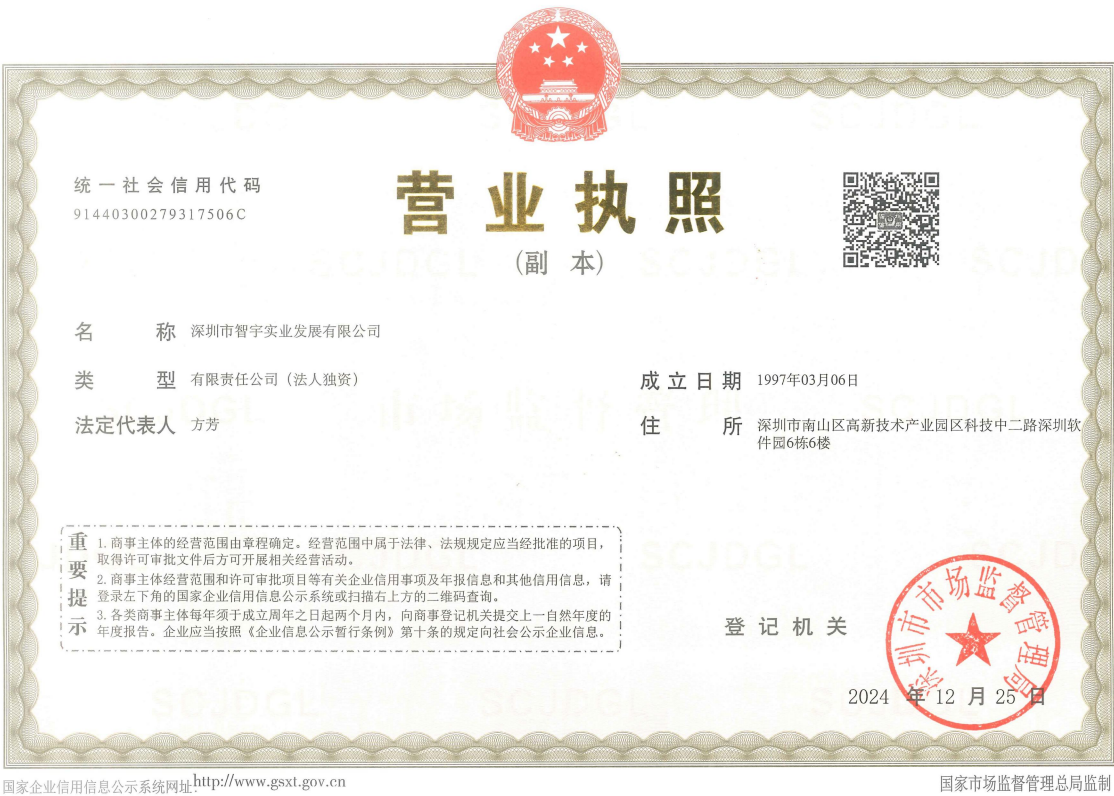 统一社会信用代码
91440300279317506C
营业执照
(副 本)
名 称 深圳市智宇实业发展有限公司
类 型 有限责任公司（法人独资）
法定代表人 方芳
成立日期 1997年03月06日
住 所 深圳市南山区高新技术产业园区科技中二路深圳软
件园6栋6楼
重要提示
1. 商事主体的经营范围由章程确定。经营范围中属于法律、法规规定应当经批准的项目，
取得许可审批文件后方可开展相关经营活动。
2. 商事主体经营范围和许可审批项目等有关企业信用事项及年报信息和其他信用信息，请
登录左下角的国家企业信用信息公示系统或扫描右上方的二维码查询。
3. 各类商事主体每年须于成立周年之日起两个月内，向商事登记机关提交上一自然年度的
年度报告。企业应当按照《企业信息公示暂行条例》第十条的规定向社会公示企业信息。
登记机关
深圳市市场监督管理局
2024 年 12 月 25 日
国家企业信用信息公示系统网址:http://www.gsxt.gov.cn
国家市场监督管理总局监制
SCJDGL